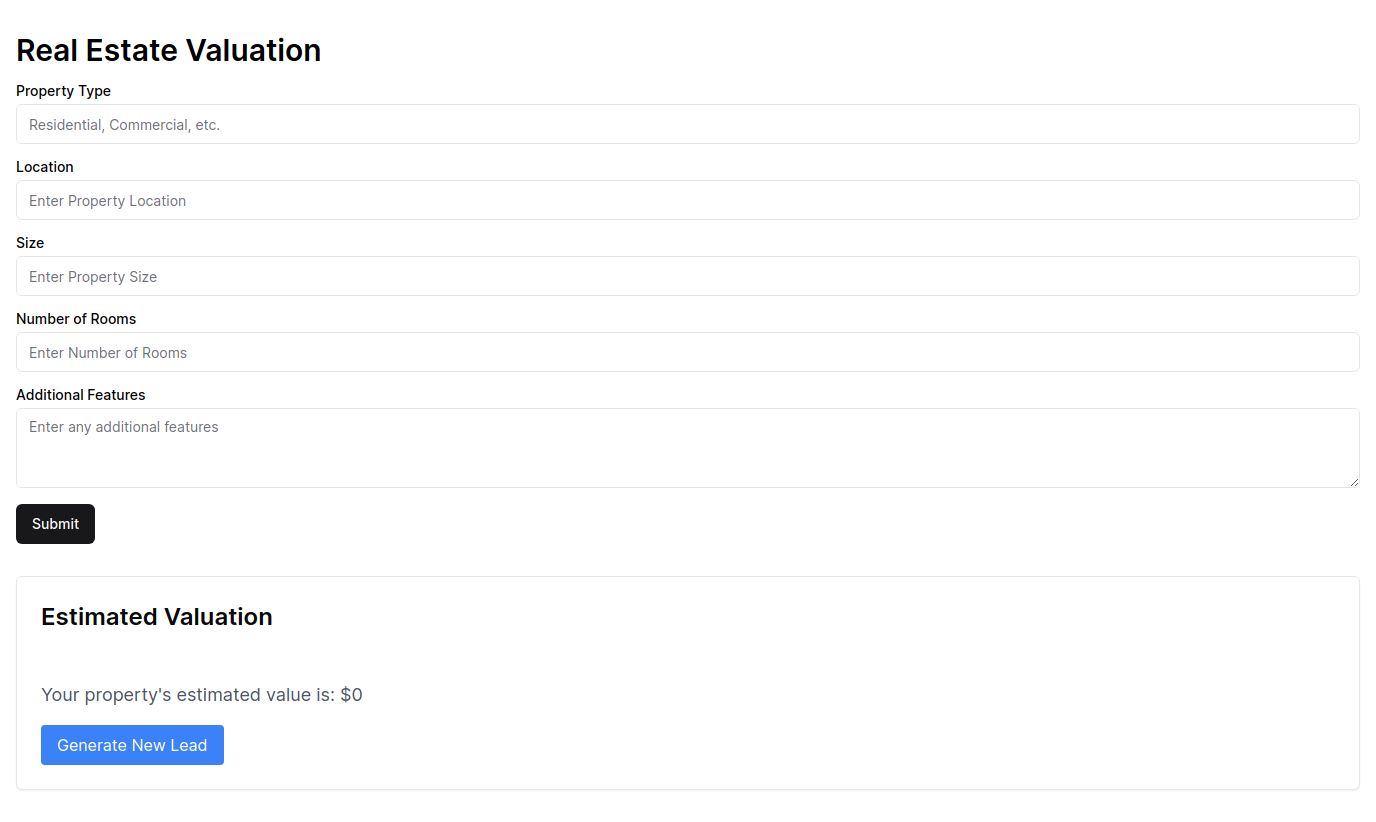 Real Estate Valuation
Property Type
Residential, Commercial, etc.
Location
Enter Property Location
Size
Enter Property Size
Number of Rooms
Enter Number of Rooms
Additional Features
Enter any additional features
Submit
Estimated Valuation
Your property's estimated value is: $0
Generate New Lead